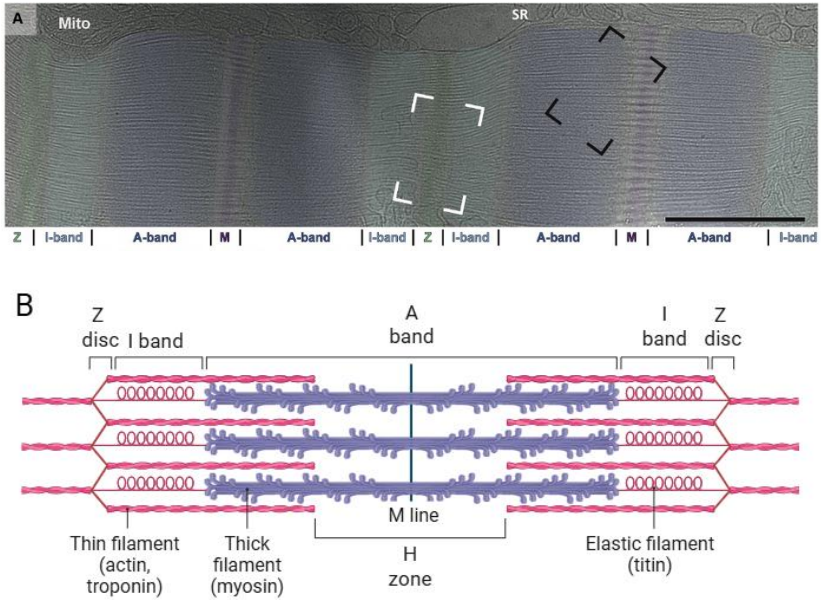 A
Mito
SR
Z I-band A-band M A-band I-band Z I-band A-band M A-band I-band
B
Z disc
I band
A band
I band
Z disc
M line
H zone
Thin filament
(actin,
troponin)
Thick
filament
(myosin)
Elastic filament
(titin)